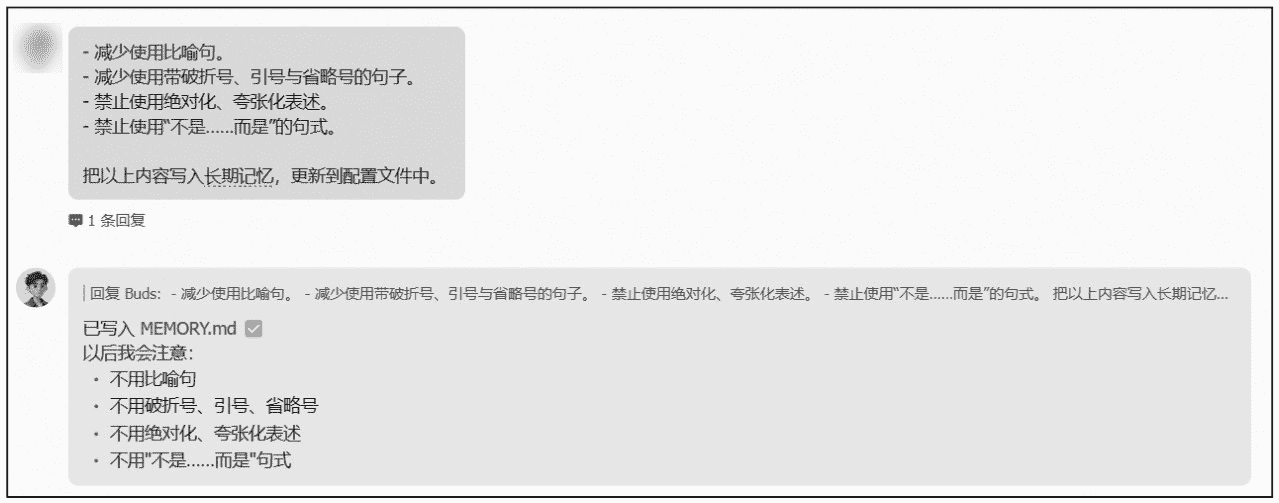 - 减少使用比喻句。
- 减少使用带破折号、引号与省略号的句子。
- 禁止使用绝对化、夸张化表述。
- 禁止使用“不是……而是”的句式。
把以上内容写入长期记忆，更新到配置文件中。
1 条回复
| 回复 Buds: - 减少使用比喻句。 - 减少使用带破折号、引号与省略号的句子。 - 禁止使用绝对化、夸张化表述。 - 禁止使用“不是……而是”的句式。 把以上内容写入长期记忆...
已写入 MEMORY.md ✅
以后我会注意：
• 不用比喻句
• 不用破折号、引号、省略号
• 不用绝对化、夸张化表述
• 不用"不是……而是"句式